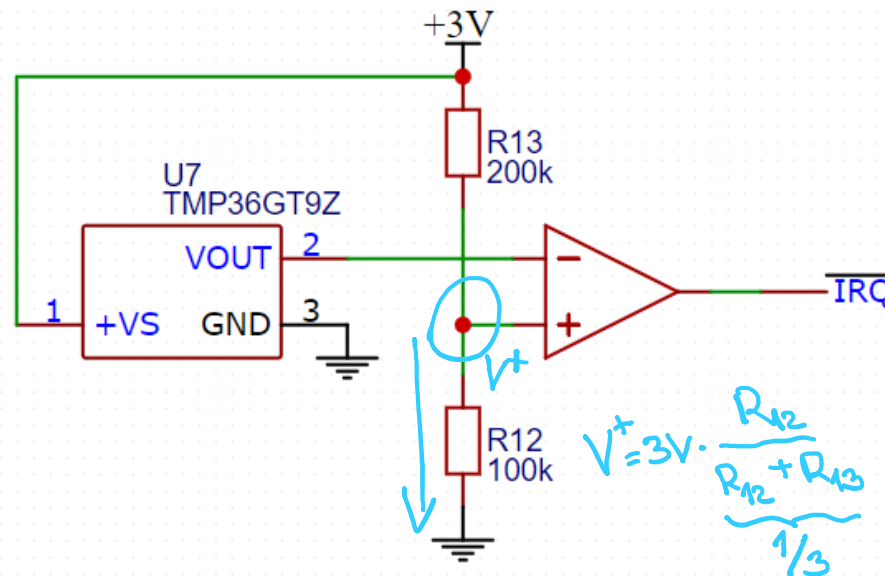 +3V
R13
200k
U7
TMP36GT9Z
VOUT 2
−
1 +VS GND 3
+
IRQ
V+
R12
100k
V+=3V · R12 / (R12+R13)
1/3